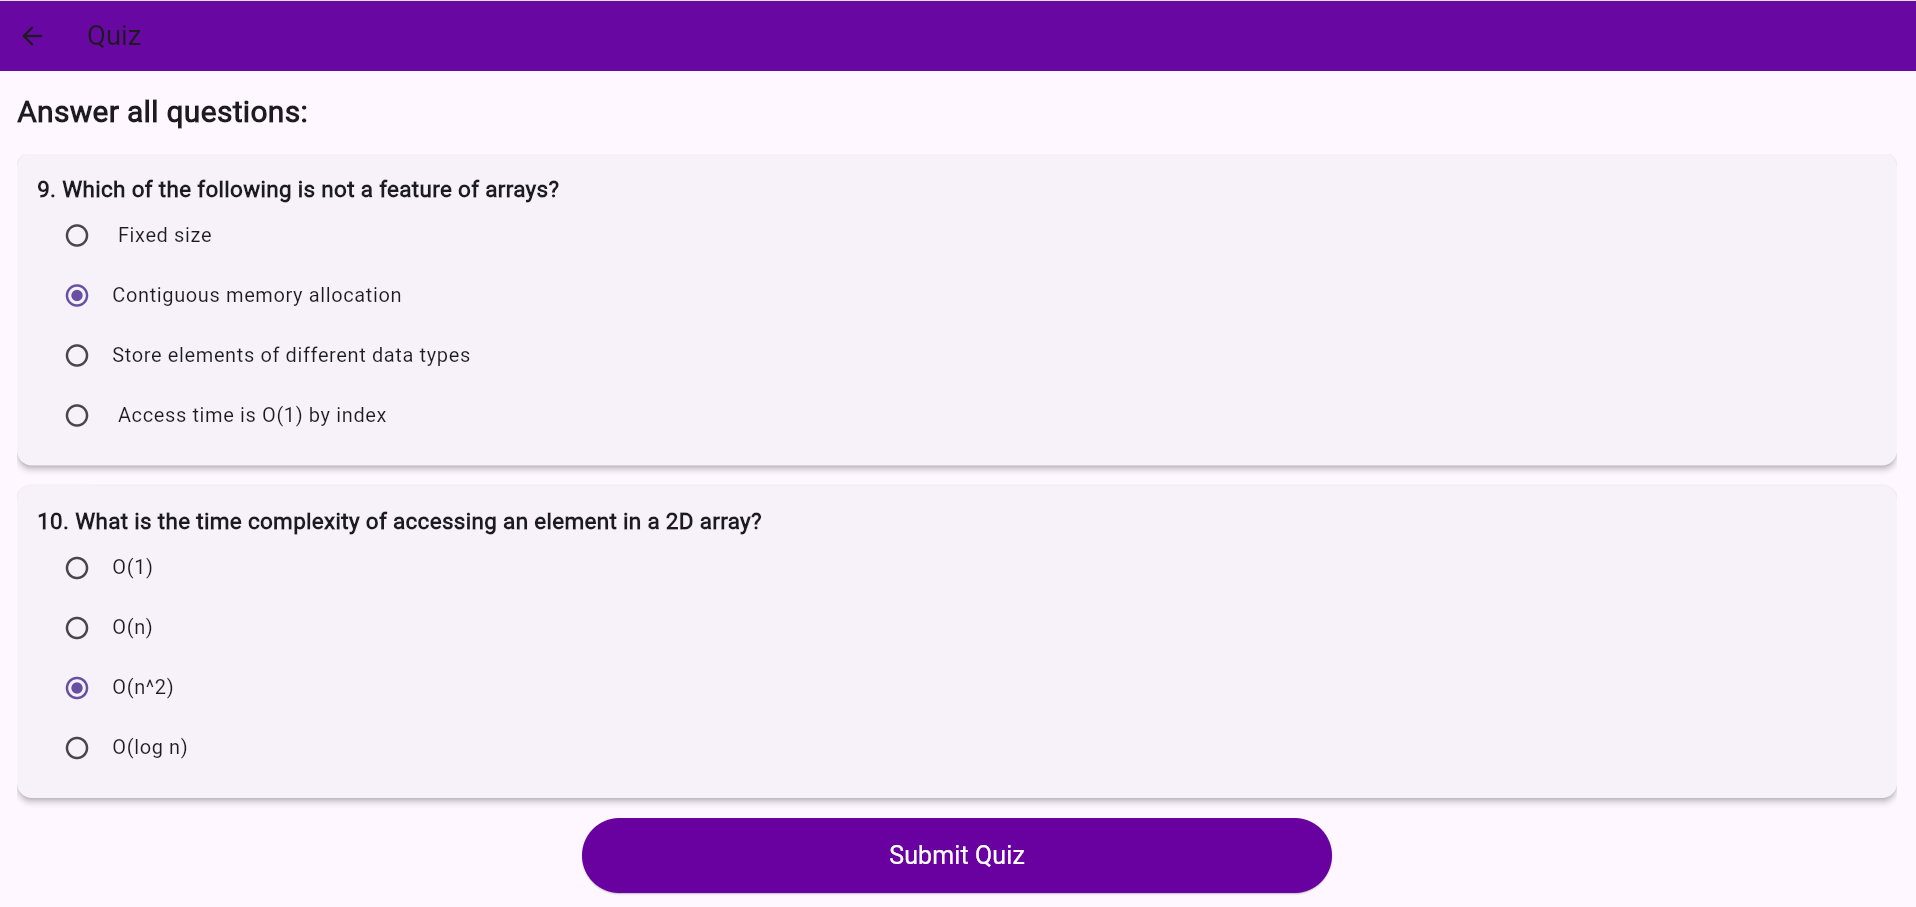 Quiz
Answer all questions:
9. Which of the following is not a feature of arrays?
Fixed size
Contiguous memory allocation
Store elements of different data types
Access time is O(1) by index
10. What is the time complexity of accessing an element in a 2D array?
O(1)
O(n)
O(n^2)
O(log n)
Submit Quiz